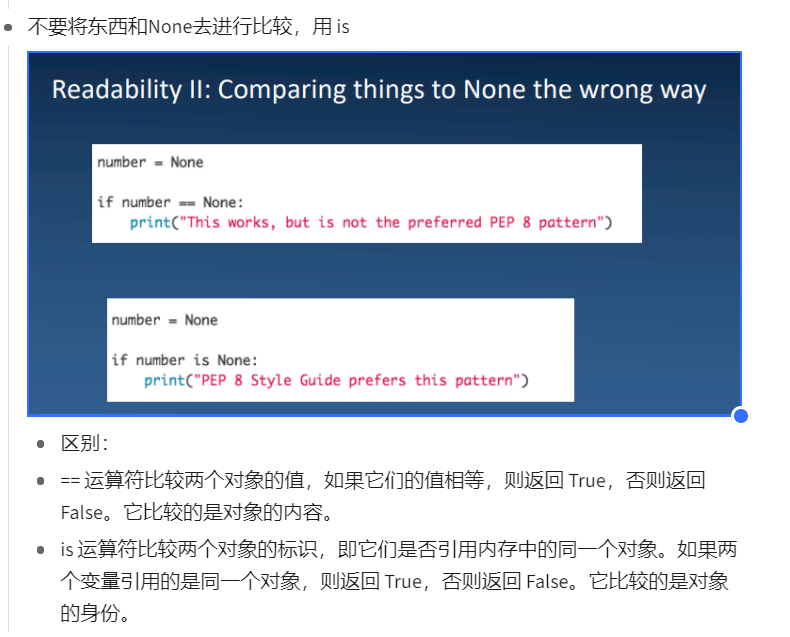 不要将东西和None去进行比较，用 is
Readability II: Comparing things to None the wrong way
number = None
if number == None:
print("This works, but is not the preferred PEP 8 pattern")
number = None
if number is None:
print("PEP 8 Style Guide prefers this pattern")
区别：
== 运算符比较两个对象的值，如果它们的值相等，则返回 True，否则返回
False。它比较的是对象的内容。
is 运算符比较两个对象的标识，即它们是否引用内存中的同一个对象。如果两
个变量引用的是同一个对象，则返回 True，否则返回 False。它比较的是对象
的身份。